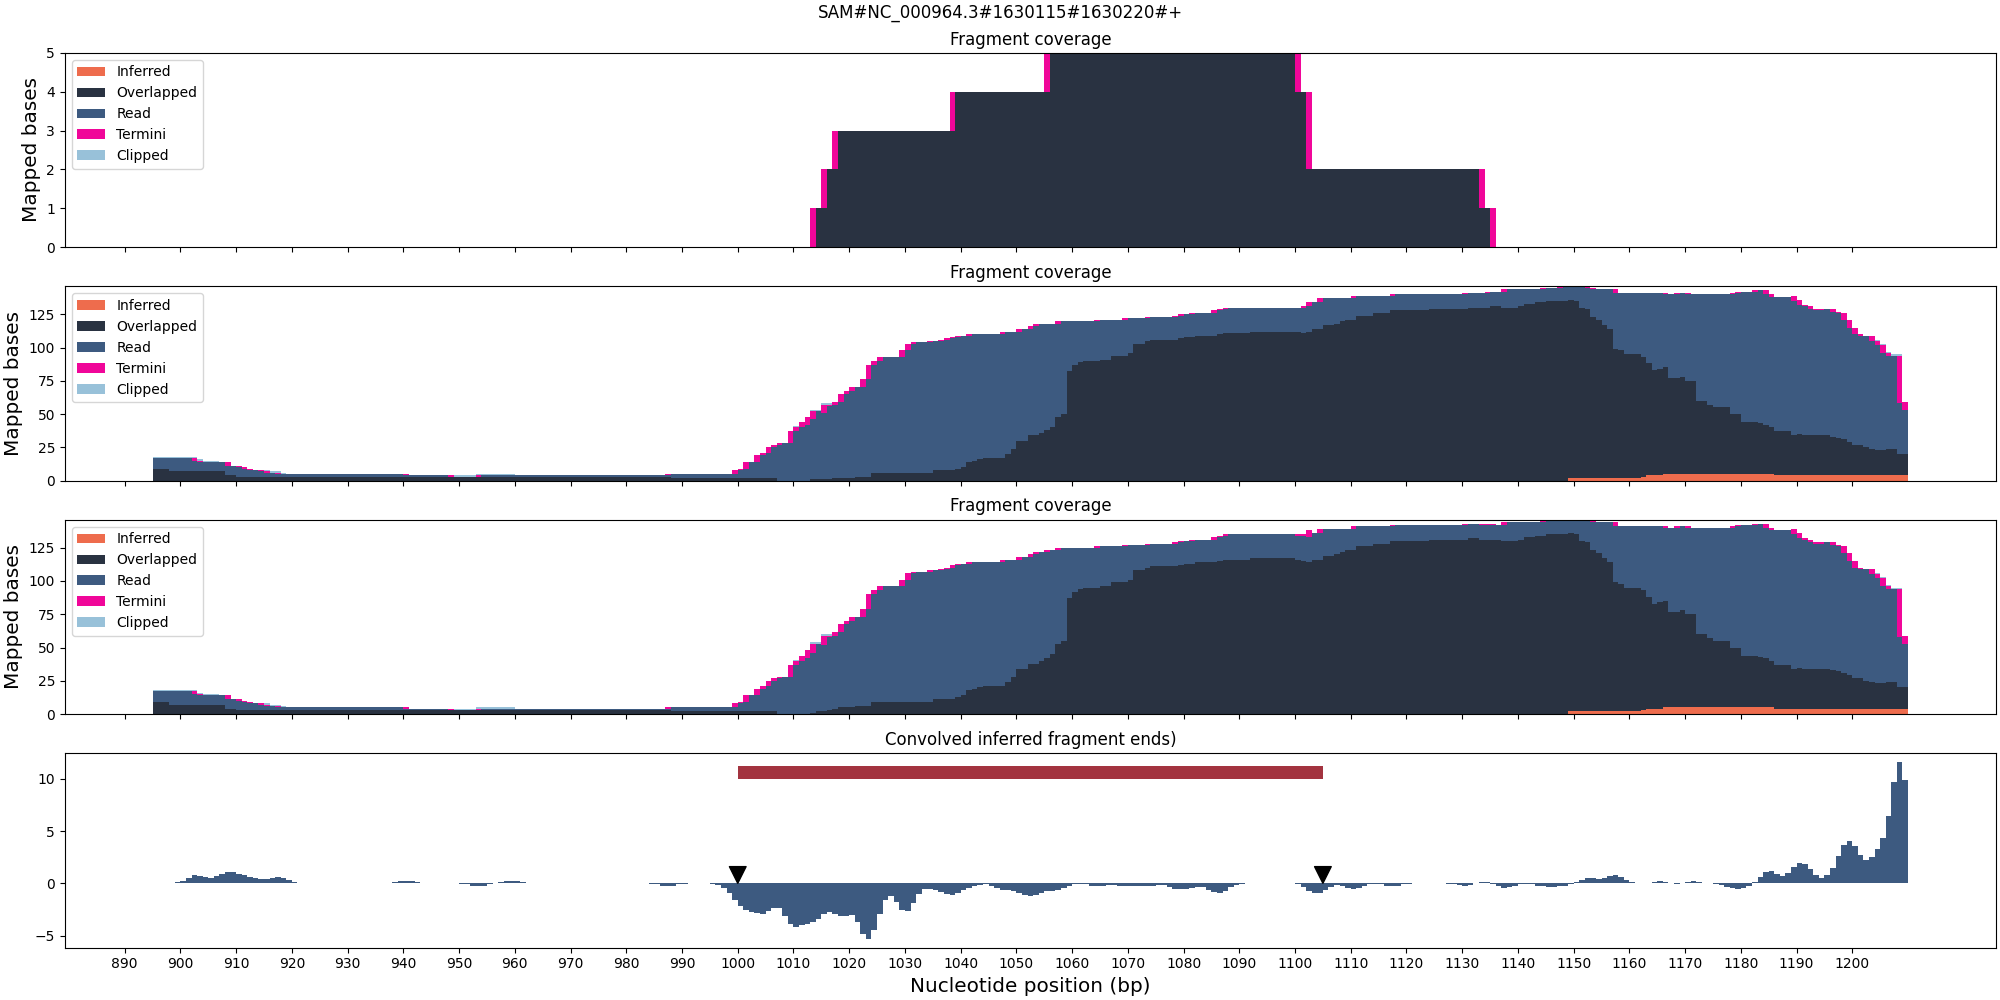 SAM#NC_000964.3#1630115#1630220#+
Fragment coverage
Mapped bases
5
4
3
2
1
0
Inferred
Overlapped
Read
Termini
Clipped
Fragment coverage
Mapped bases
125
100
75
50
25
0
Inferred
Overlapped
Read
Termini
Clipped
Fragment coverage
Mapped bases
125
100
75
50
25
0
Inferred
Overlapped
Read
Termini
Clipped
Convolved inferred fragment ends)
10
5
0
−5
890 900 910 920 930 940 950 960 970 980 990 1000 1010 1020 1030 1040 1050 1060 1070 1080 1090 1100 1110 1120 1130 1140 1150 1160 1170 1180 1190 1200
Nucleotide position (bp)